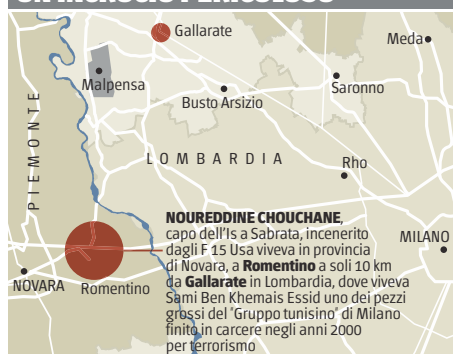 UN INCROCIO PERICOLOSO
Gallarate
Meda
Malpensa
Saronno
Busto Arsizio
PIEMONTE
LOMBARDIA
Rho
NOUREDDINE CHOUCHANE,
capo dell'Is a Sabrata, incenerito
dagli F 15 Usa viveva in provincia
di Novara, a Romentino a soli 10 km
da Gallarate in Lombardia, dove viveva
Sami Ben Khemais Essid uno dei pezzi
grossi del "Gruppo tunisino" di Milano
finito in carcere negli anni 2000
per terrorismo
MILANO
NOVARA
Romentino